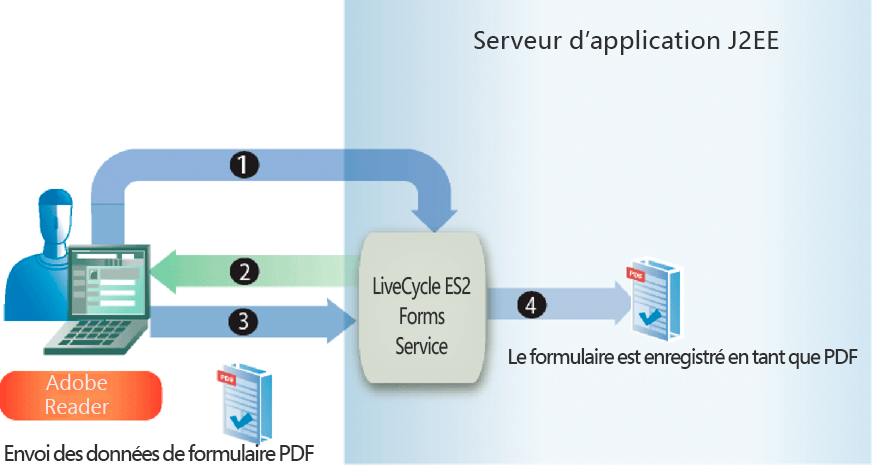 Serveur d’application J2EE
1
2
3
LiveCycle ES2
Forms
Service
4
PDF
Le formulaire est enregistré en tant que PDF
Adobe
Reader
PDF
Envoi des données de formulaire PDF